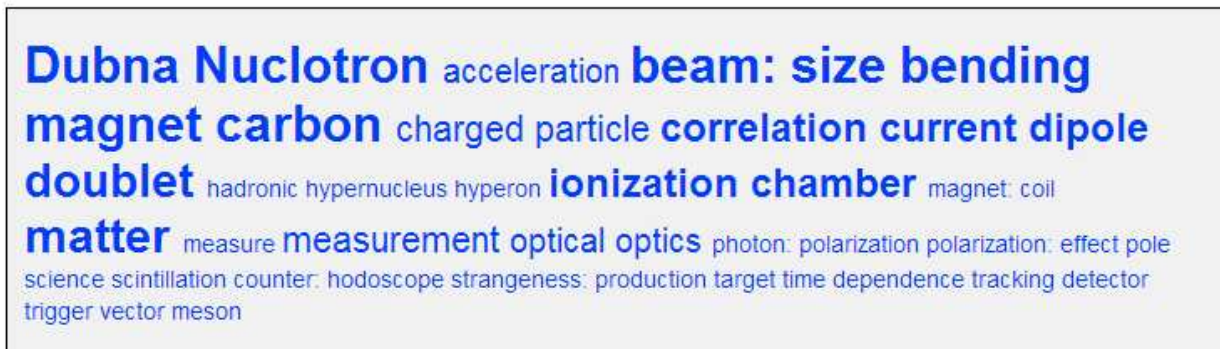 Dubna Nuclotron acceleration beam: size bending
magnet carbon charged particle correlation current dipole
doublet hadronic hypernucleus hyperon ionization chamber magnet: coil
matter measure measurement optical optics photon: polarization polarization: effect pole
science scintillation counter: hodoscope strangeness: production target time dependence tracking detector
trigger vector meson